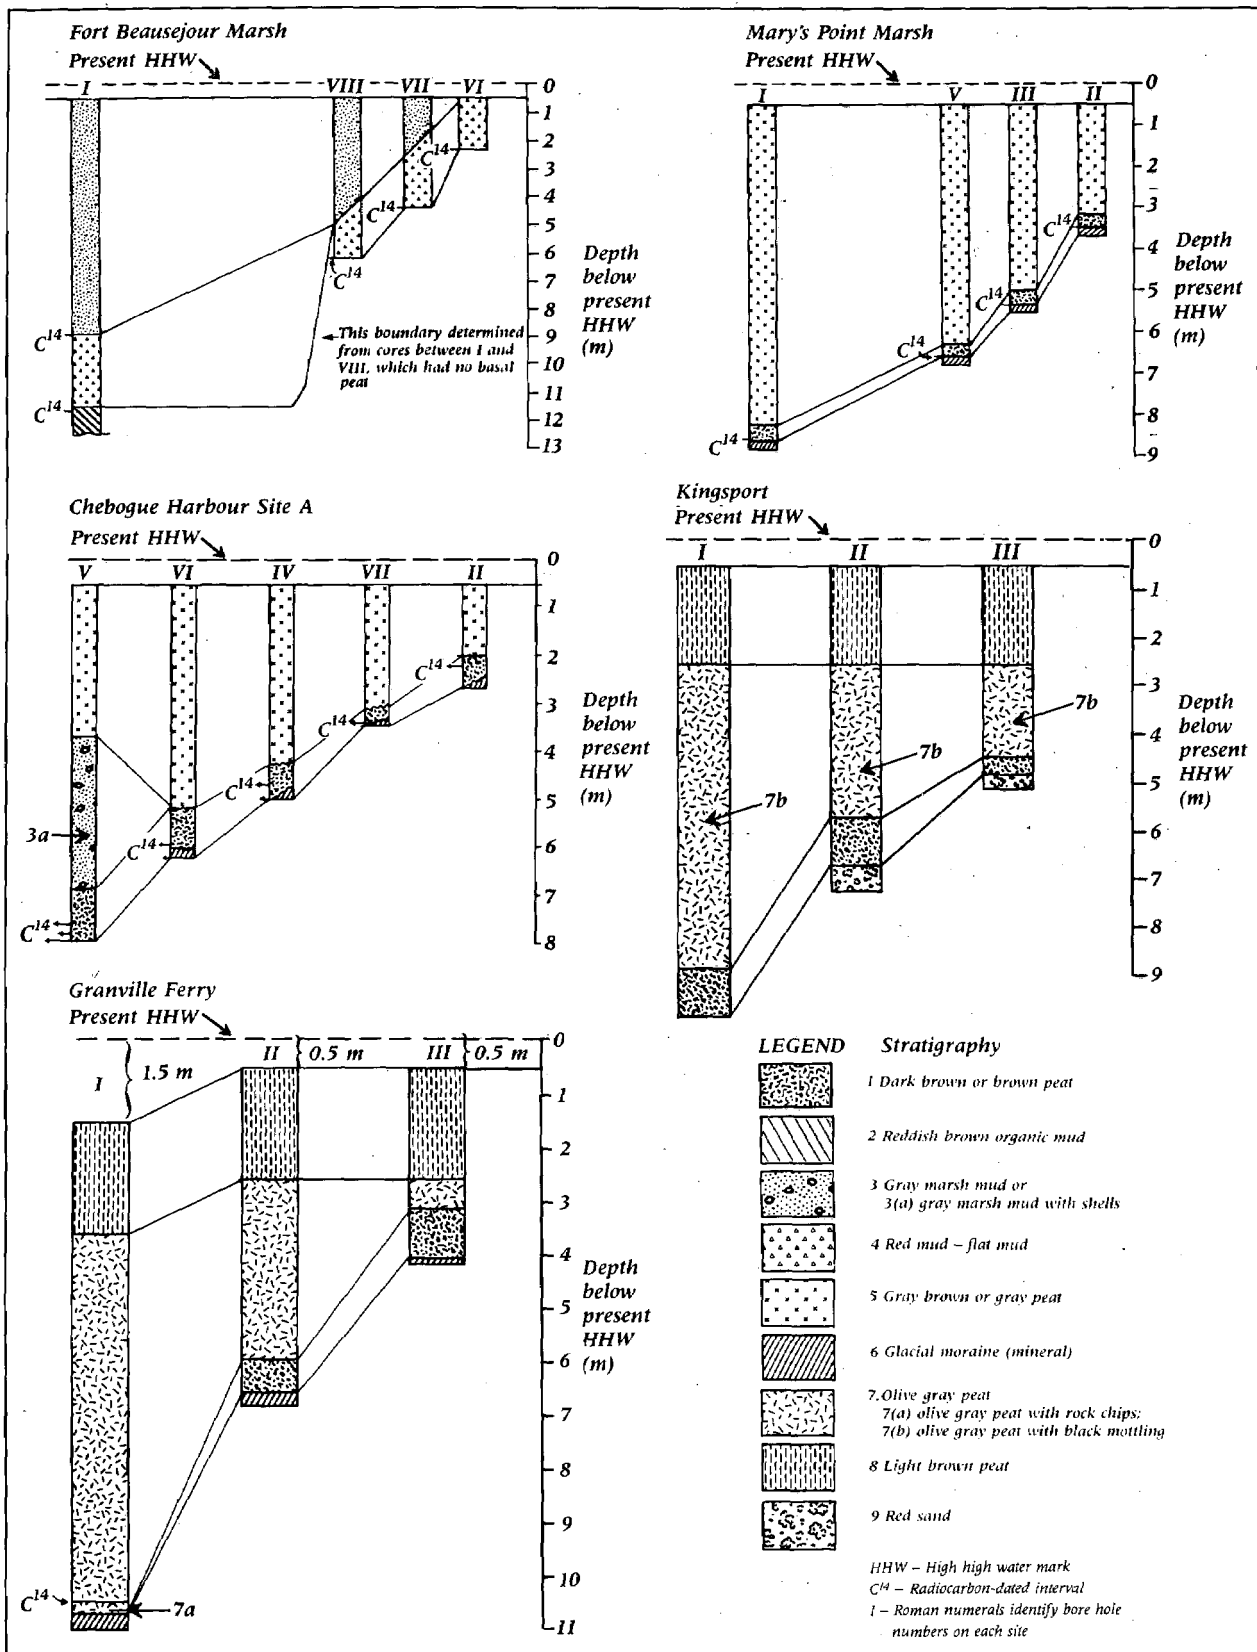 Fort Beausejour Marsh
Present HHW
I
VIII
VII
VI
0
1
2
3
4
5
6
7
8
9
10
11
12
13
C14
C14
C14
C14
C14
Depth
below
present
HHW
(m)
This boundary determined
from cores between I and
VIII, which had no basal
peat
Mary's Point Marsh
Present HHW
I
V
III
II
0
1
2
3
4
5
6
7
8
9
C14
C14
C14
C14
Depth
below
present
HHW
(m)
Chebogue Harbour Site A
Present HHW
V
VI
IV
VII
II
0
1
2
3
4
5
6
7
8
C14
C14
C14
C14
C14
3a
Depth
below
present
HHW
(m)
Kingsport
Present HHW
I
II
III
0
1
2
3
4
5
6
7
8
9
7b
7b
7b
Depth
below
present
HHW
(m)
Granville Ferry
Present HHW
I
1.5 m
II
0.5 m
III
0.5 m
0
1
2
3
4
5
6
7
8
9
10
11
C14
7a
Depth
below
present
HHW
(m)
LEGEND Stratigraphy
1 Dark brown or brown peat
2 Reddish brown organic mud
3 Gray marsh mud or
3(a) gray marsh mud with shells
4 Red mud – flat mud
5 Gray brown or gray peat
6 Glacial moraine (mineral)
7. Olive gray peat
7(a) olive gray peat with rock chips;
7(b) olive gray peat with black mottling
8 Light brown peat
9 Red sand
HHW – High high water mark
C14 – Radiocarbon-dated interval
I – Roman numerals identify bore hole
numbers on each site